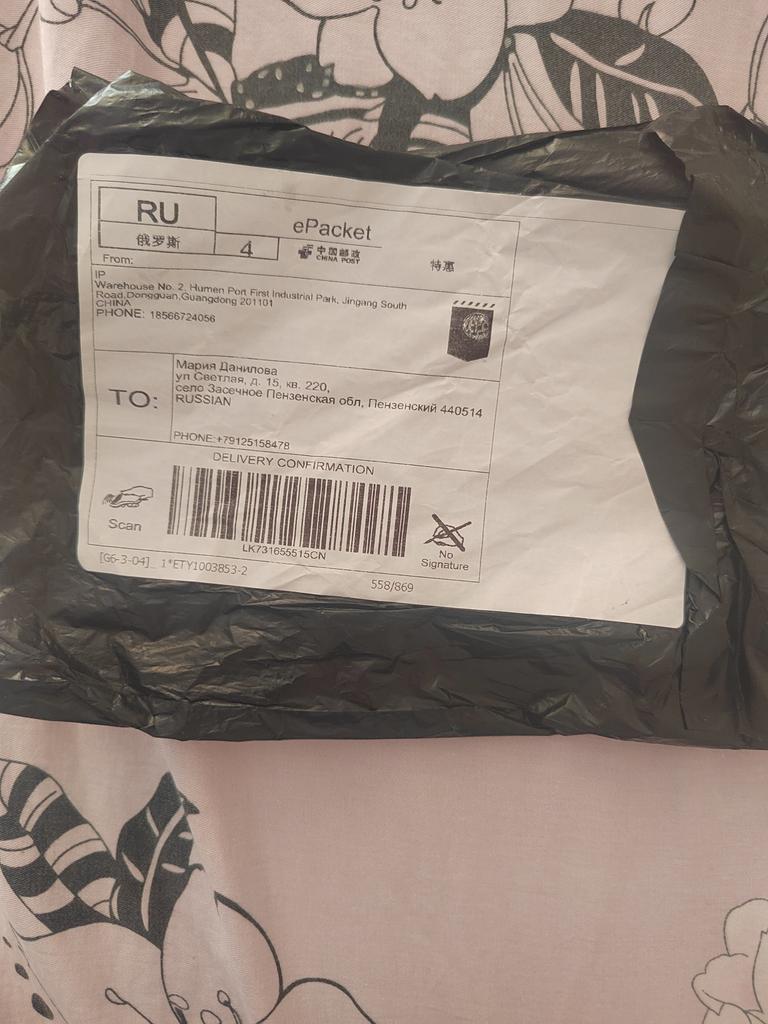 RU
俄罗斯
4
ePacket
中国邮政
CHINA POST
特惠
From:
IP
Warehouse No. 2, Humen Port First Industrial Park, Jingang South
Road,Dongguan,Guangdong 201101
CHINA
PHONE: 18566724056
TO:
Мария Данилова
ул Светлая, д. 15, кв. 220,
село Засечное Пензенская обл, Пензенский 440514
RUSSIAN
PHONE:+79125158478
DELIVERY CONFIRMATION
Scan
LK731655515CN
No
Signature
[G6-3-04]_ 1*ETY1003853-2
558/869